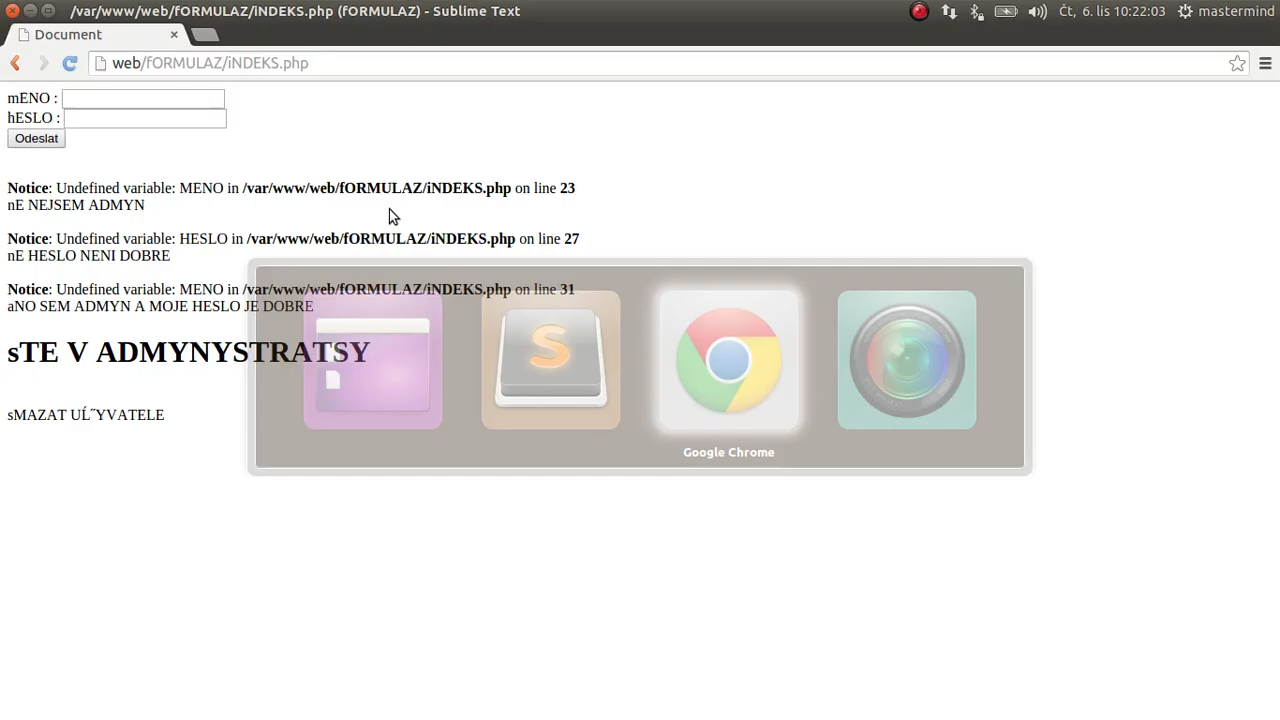 /var/www/web/fORMULAZ/iNDEKS.php (fORMULAZ) - Sublime Text
Čt, 6. lis 10:22:03 mastermind
Document
web/fORMULAZ/iNDEKS.php
mENO :
hESLO :
Odeslat
Notice: Undefined variable: MENO in /var/www/web/fORMULAZ/iNDEKS.php on line 23
nE NEJSEM ADMYN
Notice: Undefined variable: HESLO in /var/www/web/fORMULAZ/iNDEKS.php on line 27
nE HESLO NENI DOBRE
Notice: Undefined variable: MENO in /var/www/web/fORMULAZ/iNDEKS.php on line 31
aNO SEM ADMYN A MOJE HESLO JE DOBRE
sTE V ADMYNYSTRATSY
sMAZAT UĹ˝YVATELE
Google Chrome